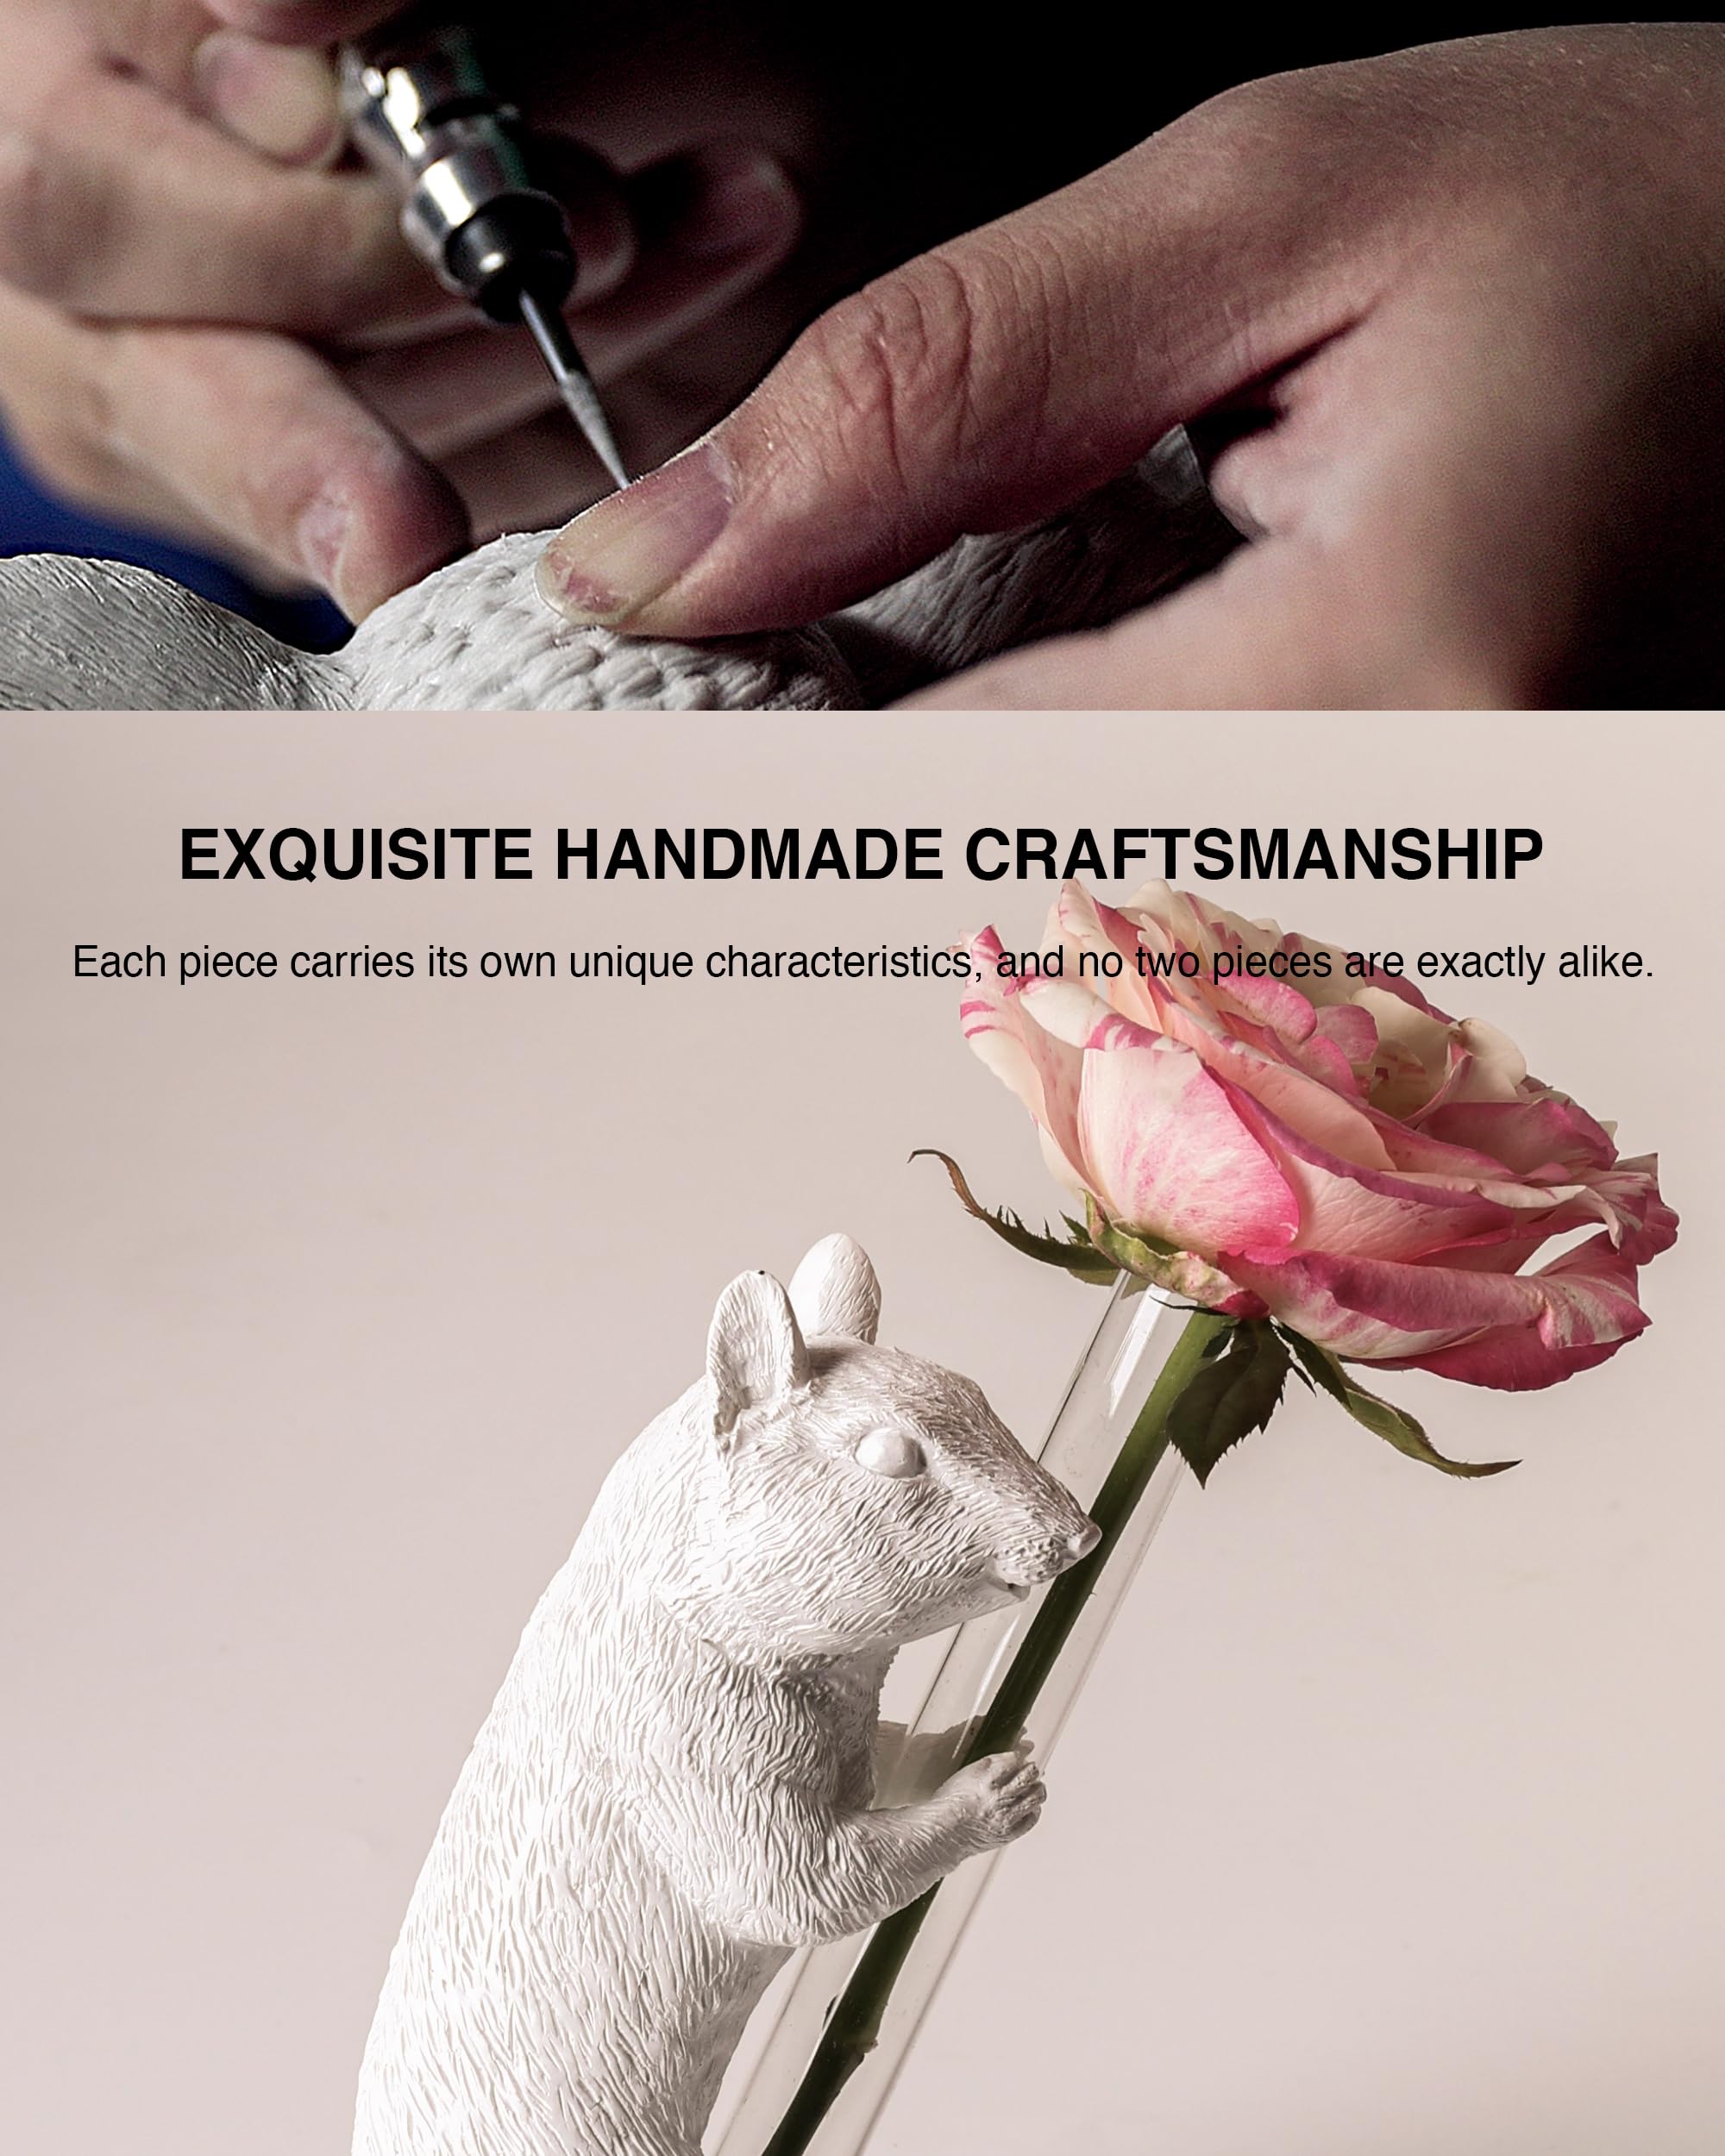 EXQUISITE HANDMADE CRAFTSMANSHIP
Each piece carries its own unique characteristics, and no two pieces are exactly alike.